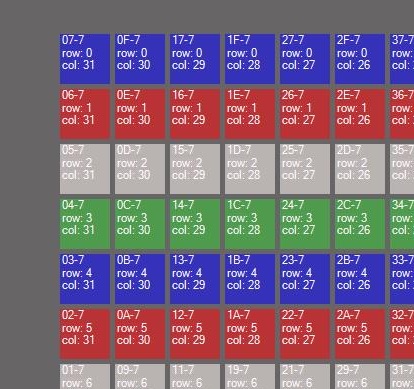 07-7 0F-7 17-7 1F-7 27-7 2F-7 37-7
row: 0 row: 0 row: 0 row: 0 row: 0 row: 0 row:
col: 31 col: 30 col: 29 col: 28 col: 27 col: 26 col:
06-7 0E-7 16-7 1E-7 26-7 2E-7 36-7
row: 1 row: 1 row: 1 row: 1 row: 1 row: 1 row:
col: 31 col: 30 col: 29 col: 28 col: 27 col: 26 col:
05-7 0D-7 15-7 1D-7 25-7 2D-7 35-7
row: 2 row: 2 row: 2 row: 2 row: 2 row: 2 row:
col: 31 col: 30 col: 29 col: 28 col: 27 col: 26 col:
04-7 0C-7 14-7 1C-7 24-7 2C-7 34-7
row: 3 row: 3 row: 3 row: 3 row: 3 row: 3 row:
col: 31 col: 30 col: 29 col: 28 col: 27 col: 26 col:
03-7 0B-7 13-7 1B-7 23-7 2B-7 33-7
row: 4 row: 4 row: 4 row: 4 row: 4 row: 4 row:
col: 31 col: 30 col: 29 col: 28 col: 27 col: 26 col:
02-7 0A-7 12-7 1A-7 22-7 2A-7 32-7
row: 5 row: 5 row: 5 row: 5 row: 5 row: 5 row:
col: 31 col: 30 col: 29 col: 28 col: 27 col: 26 col:
01-7 09-7 11-7 19-7 21-7 29-7 31-7
row: 6 row: 6 row: 6 row: 6 row: 6 row: 6 row: